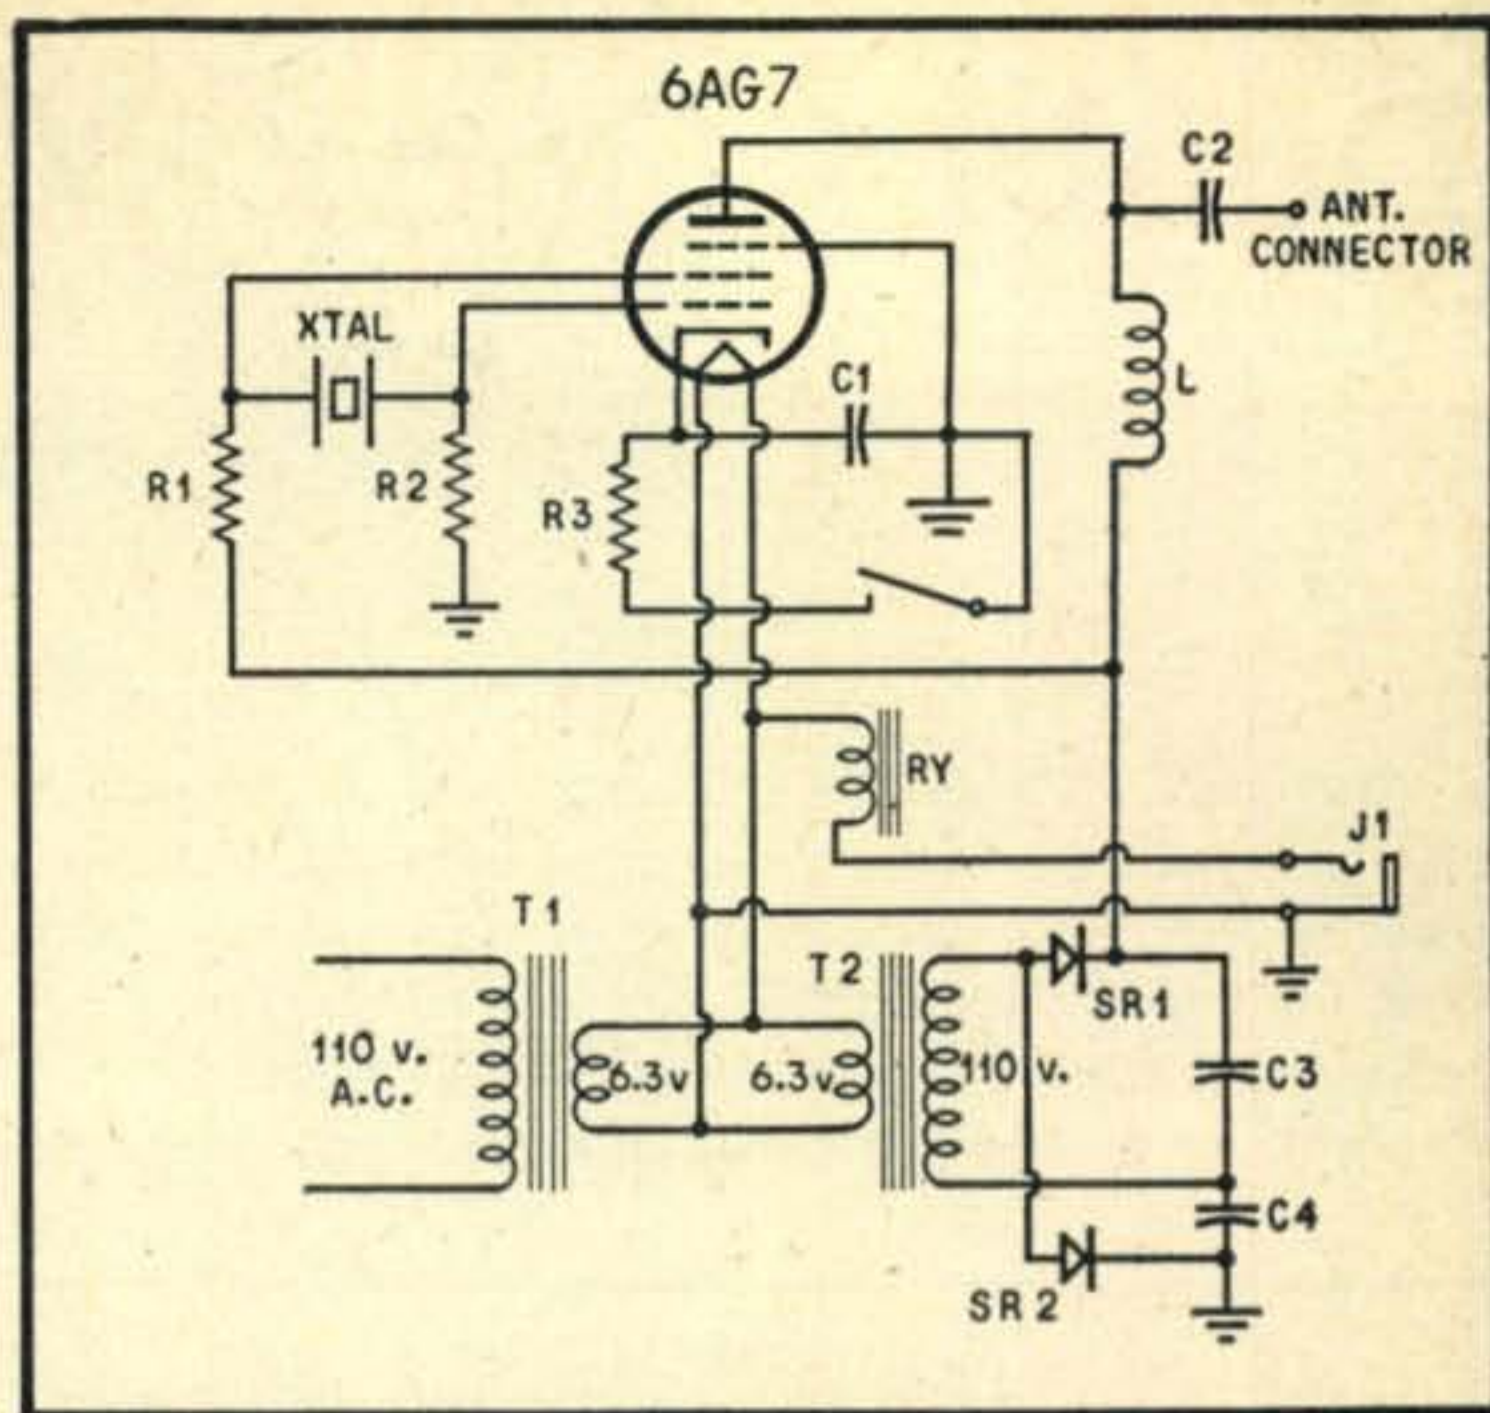 6AG7
C2
ANT.
CONNECTOR
XTAL
C1
L
R1
R2
R3
RY
J1
T1
T2
SR1
110 v.
A.C.
6.3v
6.3v
110 v.
C3
C4
SR2